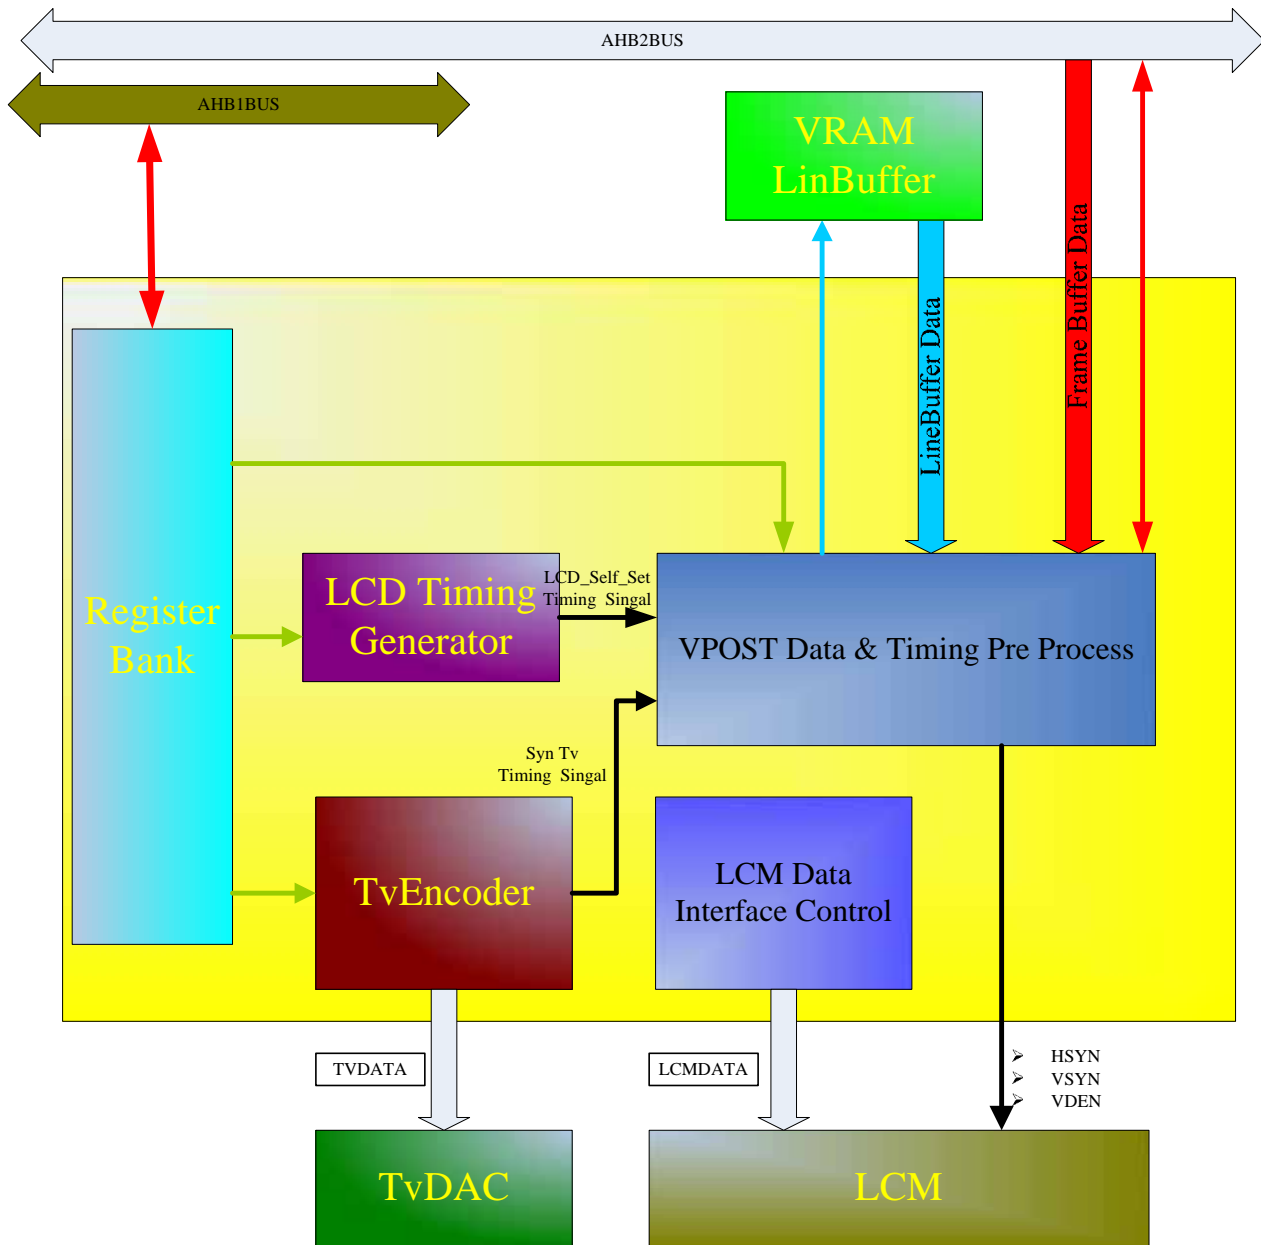 AHB2BUS
AHB1BUS
VRAM
LinBuffer
Frame Buffer Data
LineBuffer Data
Register
Bank
LCD Timing
Generator
LCD_Self_Set
Timing Singal
VPOST Data & Timing Pre Process
Syn Tv
Timing Singal
TvEncoder
LCM Data
Interface Control
TVDATA
LCMDATA
➢ HSYN
➢ VSYN
➢ VDEN
TvDAC
LCM